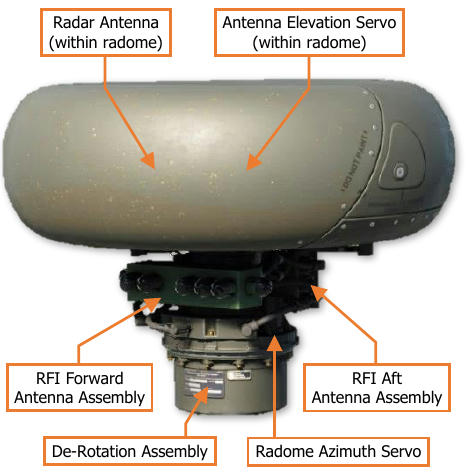 Radar Antenna
(within radome)
Antenna Elevation Servo
(within radome)
DO NOT PAINT
RFI Forward
Antenna Assembly
RFI Aft
Antenna Assembly
De-Rotation Assembly
Radome Azimuth Servo